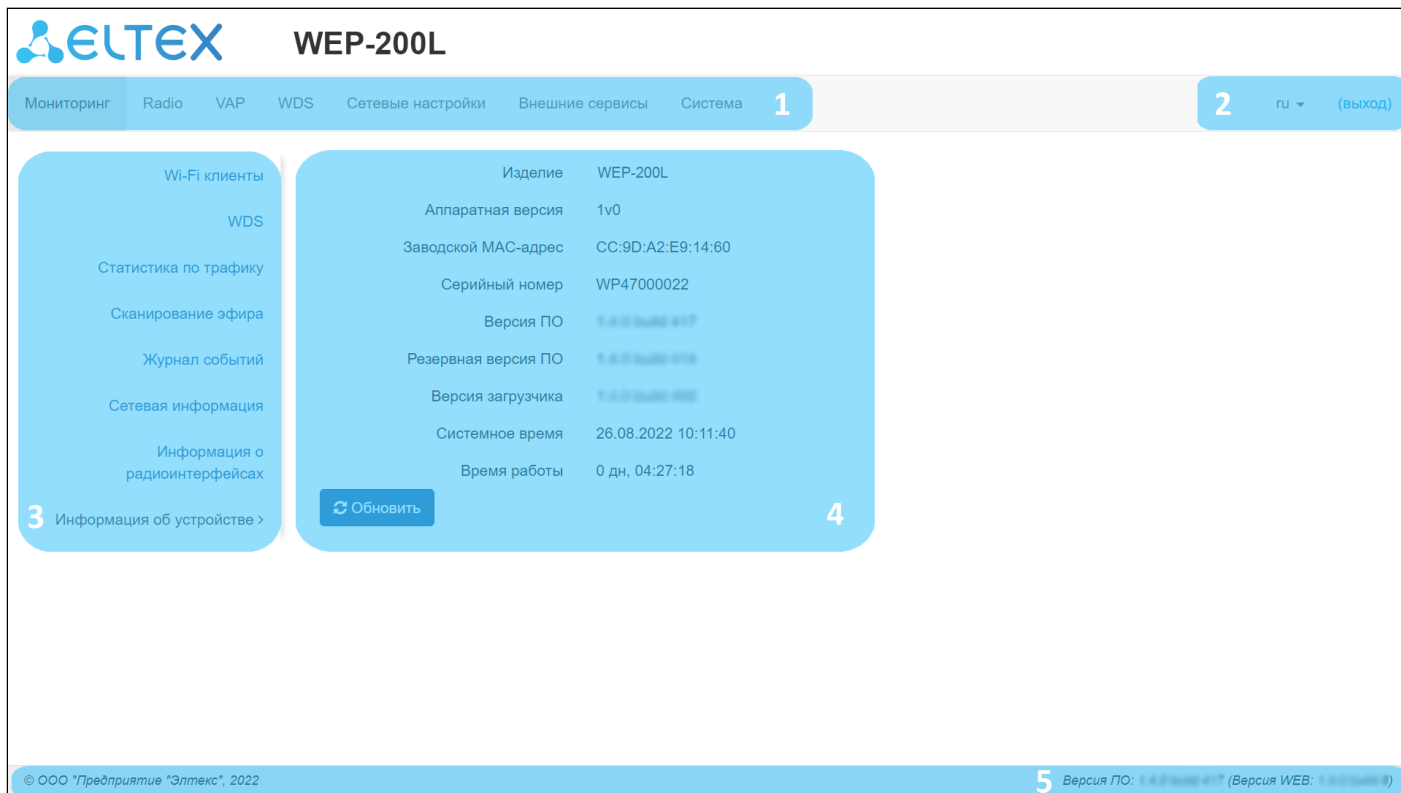 ELTEX WEP-200L
Мониторинг Radio VAP WDS Сетевые настройки Внешние сервисы Система 1 2 ru (выход)
Wi-Fi клиенты
WDS
Статистика по трафику
Сканирование эфира
Журнал событий
Сетевая информация
Информация о
радиоинтерфейсах
3 Информация об устройстве >
Изделие WEP-200L
Аппаратная версия 1v0
Заводской MAC-адрес CC:9D:A2:E9:14:60
Серийный номер WP47000022
Версия ПО
Резервная версия ПО
Версия загрузчика
Системное время 26.08.2022 10:11:40
Время работы 0 дн, 04:27:18
Обновить 4
© ООО "Предприятие "Элтекс", 2022 5 Версия ПО: (Версия WEB: )